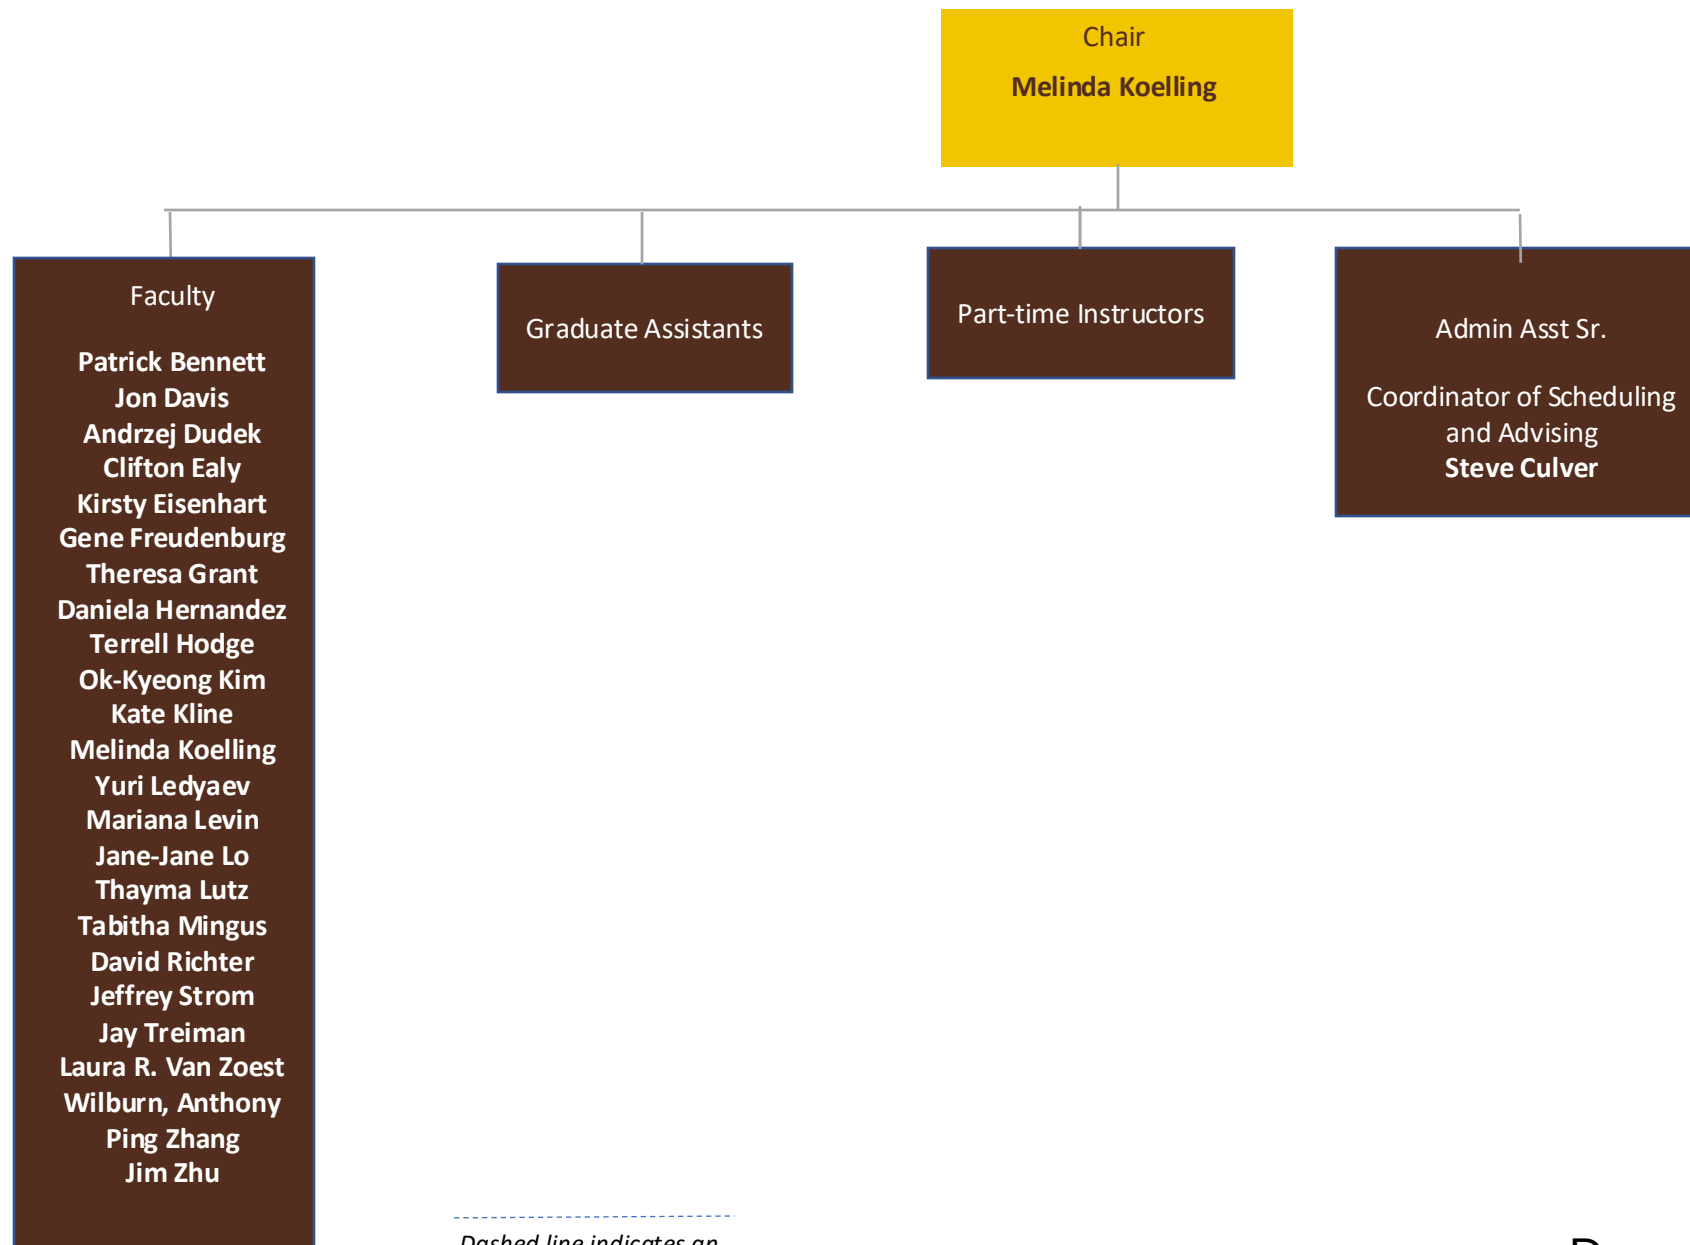 Chair
Melinda Koelling
Faculty
Patrick Bennett
Jon Davis
Andrzej Dudek
Clifton Ealy
Kirsty Eisenhart
Gene Freudenburg
Theresa Grant
Daniela Hernandez
Terrell Hodge
Ok-Kyeong Kim
Kate Kline
Melinda Koelling
Yuri Ledyaev
Mariana Levin
Jane-Jane Lo
Thayma Lutz
Tabitha Mingus
David Richter
Jeffrey Strom
Jay Treiman
Laura R. Van Zoest
Wilburn, Anthony
Ping Zhang
Jim Zhu
Graduate Assistants
Part-time Instructors
Admin Asst Sr.
Coordinator of Scheduling
and Advising
Steve Culver
Dashed line indicates an